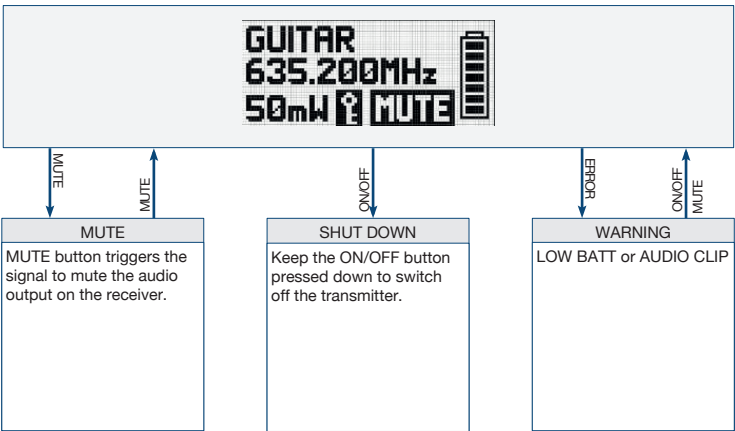 GUITAR
635.200MHz
50mW MUTE
MUTE
MUTE
ON/OFF
ERROR
ON/OFF
MUTE
MUTE
MUTE button triggers the
signal to mute the audio
output on the receiver.
SHUT DOWN
Keep the ON/OFF button
pressed down to switch
off the transmitter.
WARNING
LOW BATT or AUDIO CLIP